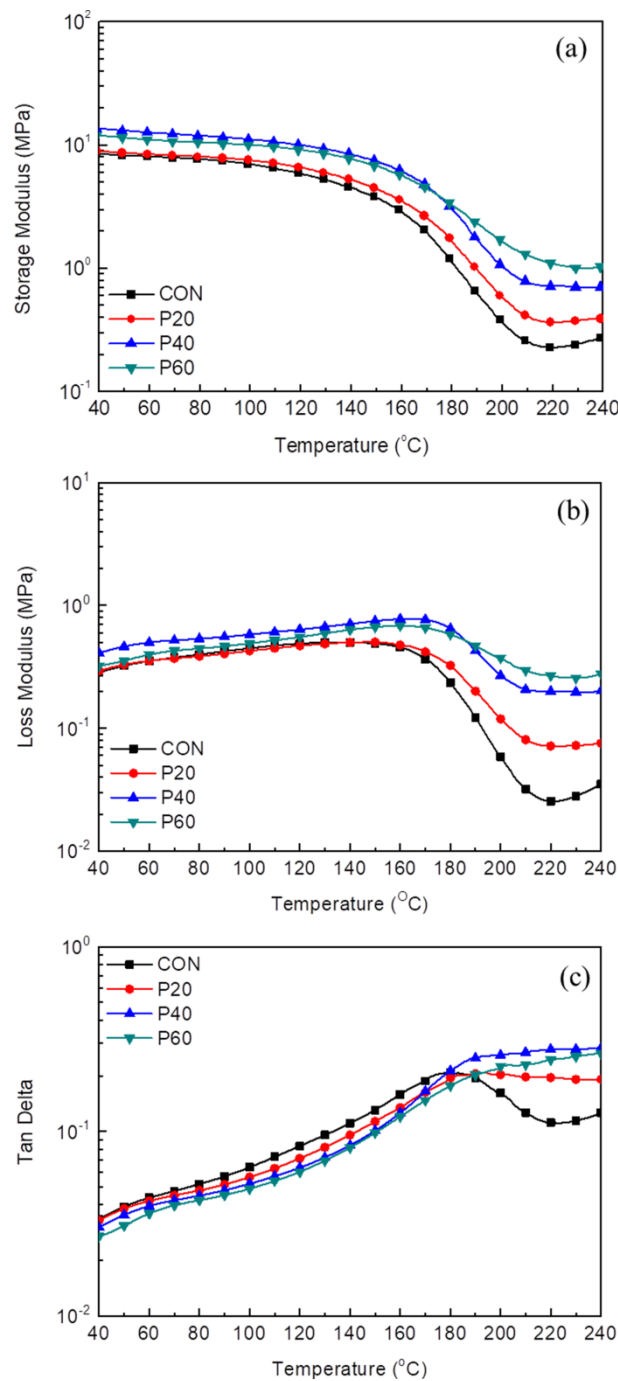 (a)
Storage Modulus (MPa)
10²
10¹
10⁰
10⁻¹
CON
P20
P40
P60
40 60 80 100 120 140 160 180 200 220 240
Temperature (°C)
(b)
Loss Modulus (MPa)
10¹
10⁰
10⁻¹
10⁻²
CON
P20
P40
P60
40 60 80 100 120 140 160 180 200 220 240
Temperature (°C)
(c)
Tan Delta
10⁰
10⁻¹
10⁻²
CON
P20
P40
P60
40 60 80 100 120 140 160 180 200 220 240
Temperature (°C)